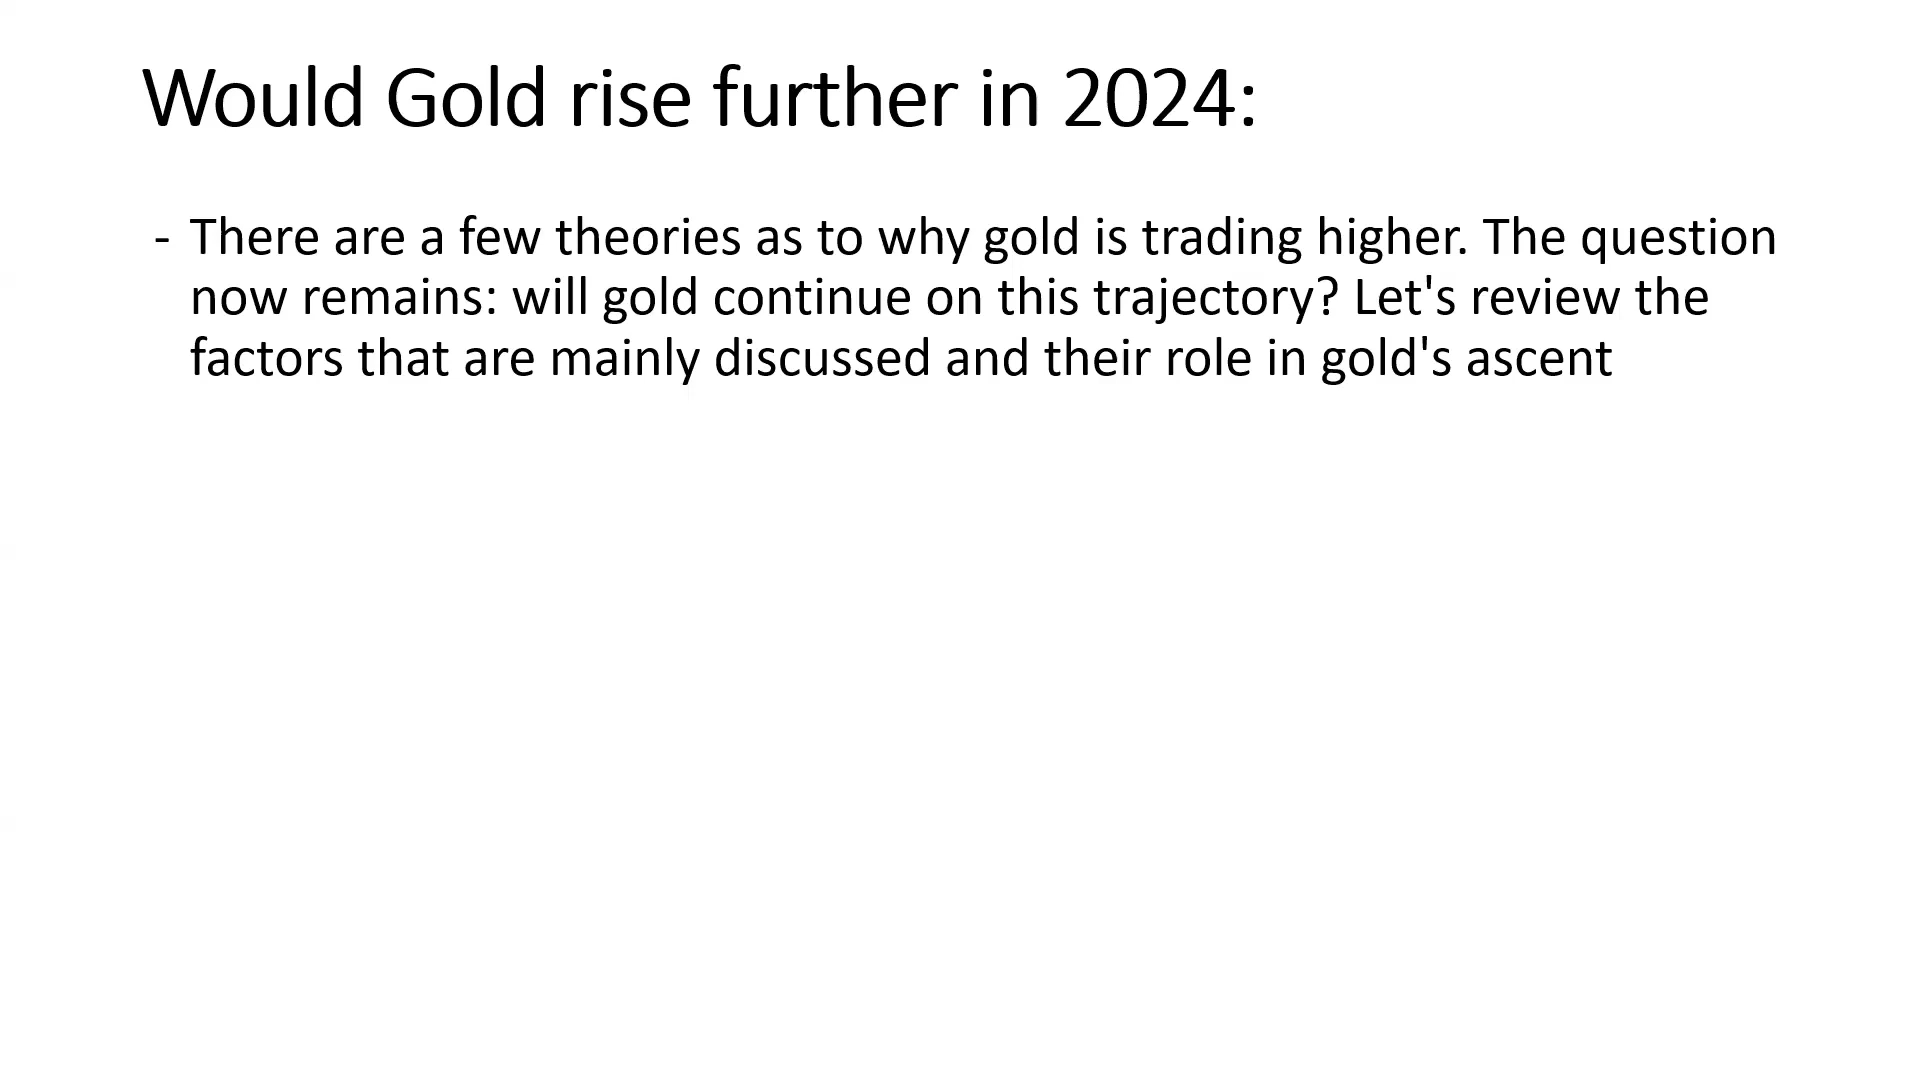 Would Gold rise further in 2024:
- There are a few theories as to why gold is trading higher. The question
now remains: will gold continue on this trajectory? Let's review the
factors that are mainly discussed and their role in gold's ascent